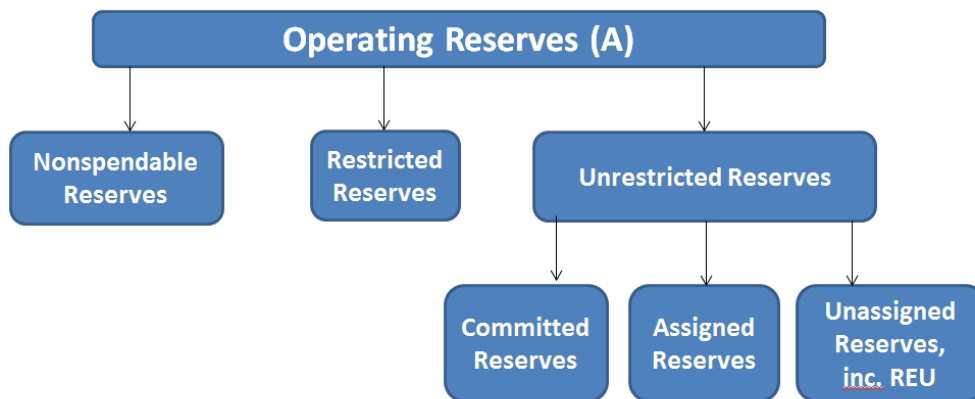 Operating Reserves (A)
Nonspendable
Reserves
Restricted
Reserves
Unrestricted Reserves
Committed
Reserves
Assigned
Reserves
Unassigned
Reserves,
inc. REU